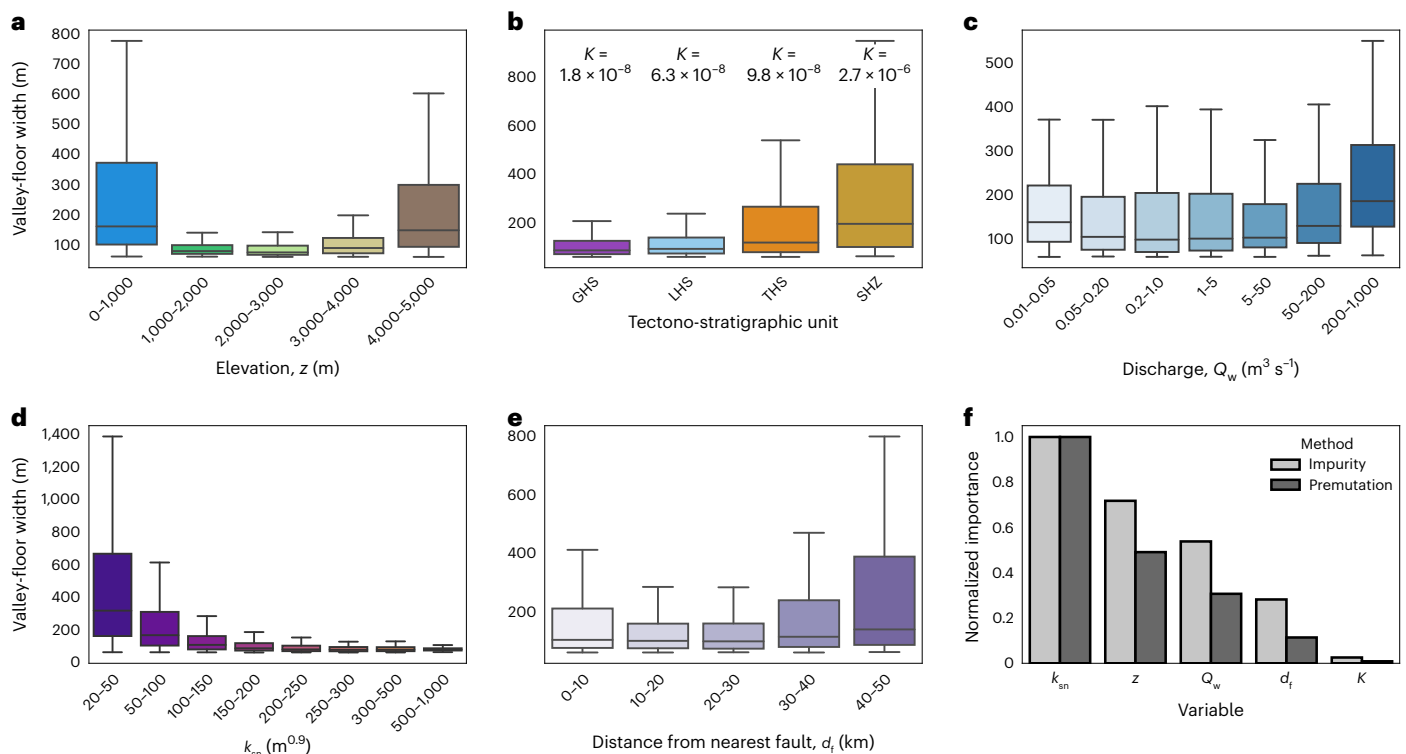 a
b
c
Valley-floor width (m)
800
700
600
500
400
300
200
100
0–1,000
1,000–2,000
2,000–3,000
3,000–4,000
4,000–5,000
Elevation, z (m)
K =
1.8 × 10⁻⁸
K =
6.3 × 10⁻⁸
K =
9.8 × 10⁻⁸
K =
2.7 × 10⁻⁶
800
600
400
200
GHS
LHS
THS
SHZ
Tectono-stratigraphic unit
500
400
300
200
100
0.01–0.05
0.05–0.20
0.2–1.0
1–5
5–50
50–200
200–1,000
Discharge, Qw (m³ s⁻¹)
d
e
f
Valley-floor width (m)
1,400
1,200
1,000
800
600
400
200
0
20–50
50–100
100–150
150–200
200–250
250–300
300–500
500–1,000
ksn (m⁰·⁹)
800
600
400
200
0–10
10–20
20–30
30–40
40–50
Distance from nearest fault, df (km)
Normalized importance
1.0
0.8
0.6
0.4
0.2
0
Method
Impurity
Premutation
ksn
z
Qw
df
K
Variable